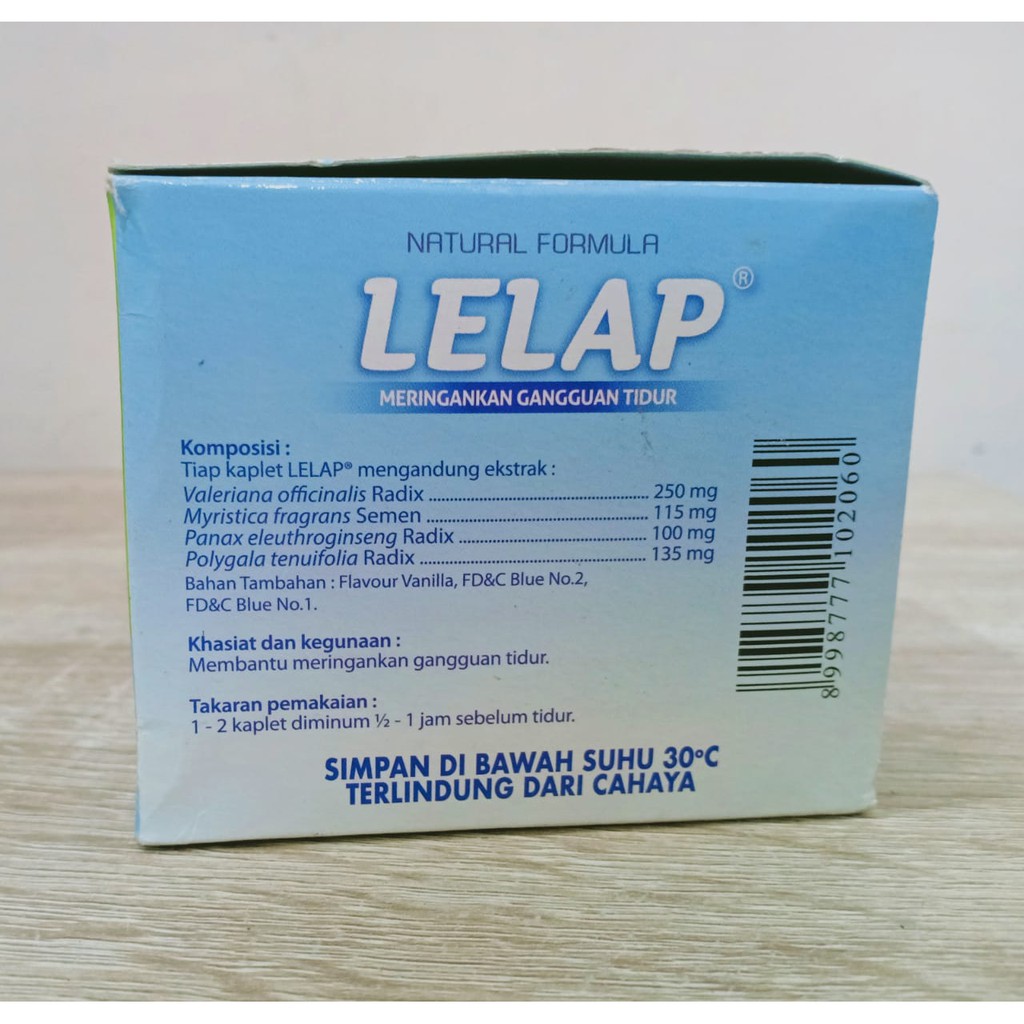 NATURAL FORMULA
LELAP®
MERINGANKAN GANGGUAN TIDUR
Komposisi :
Tiap kaplet LELAP® mengandung ekstrak :
Valeriana officinalis Radix ........................................ 250 mg
Myristica fragrans Semen ........................................ 115 mg
Panax eleuthroginseng Radix .................................. 100 mg
Polygala tenuifolia Radix ......................................... 135 mg
Bahan Tambahan : Flavour Vanilla, FD&C Blue No.2,
FD&C Blue No.1.
Khasiat dan kegunaan :
Membantu meringankan gangguan tidur.
Takaran pemakaian :
1 - 2 kaplet diminum ½ - 1 jam sebelum tidur.
SIMPAN DI BAWAH SUHU 30°C
TERLINDUNG DARI CAHAYA
8998777102060